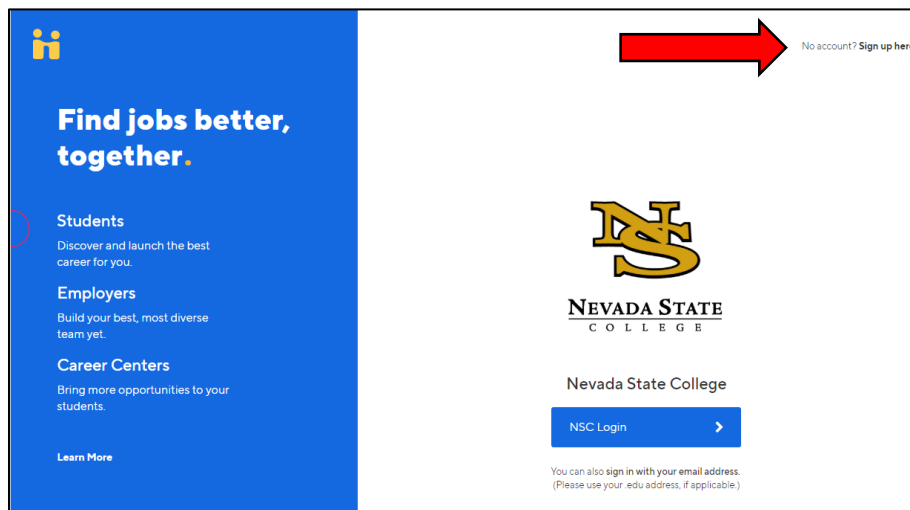 No account? Sign up here
Find jobs better,
together.
Students
Discover and launch the best
career for you.
Employers
Build your best, most diverse
team yet.
Career Centers
Bring more opportunities to your
students.
Learn More
NS
NEVADA STATE
COLLEGE
Nevada State College
NSC Login
You can also sign in with your email address.
(Please use your .edu address, if applicable.)